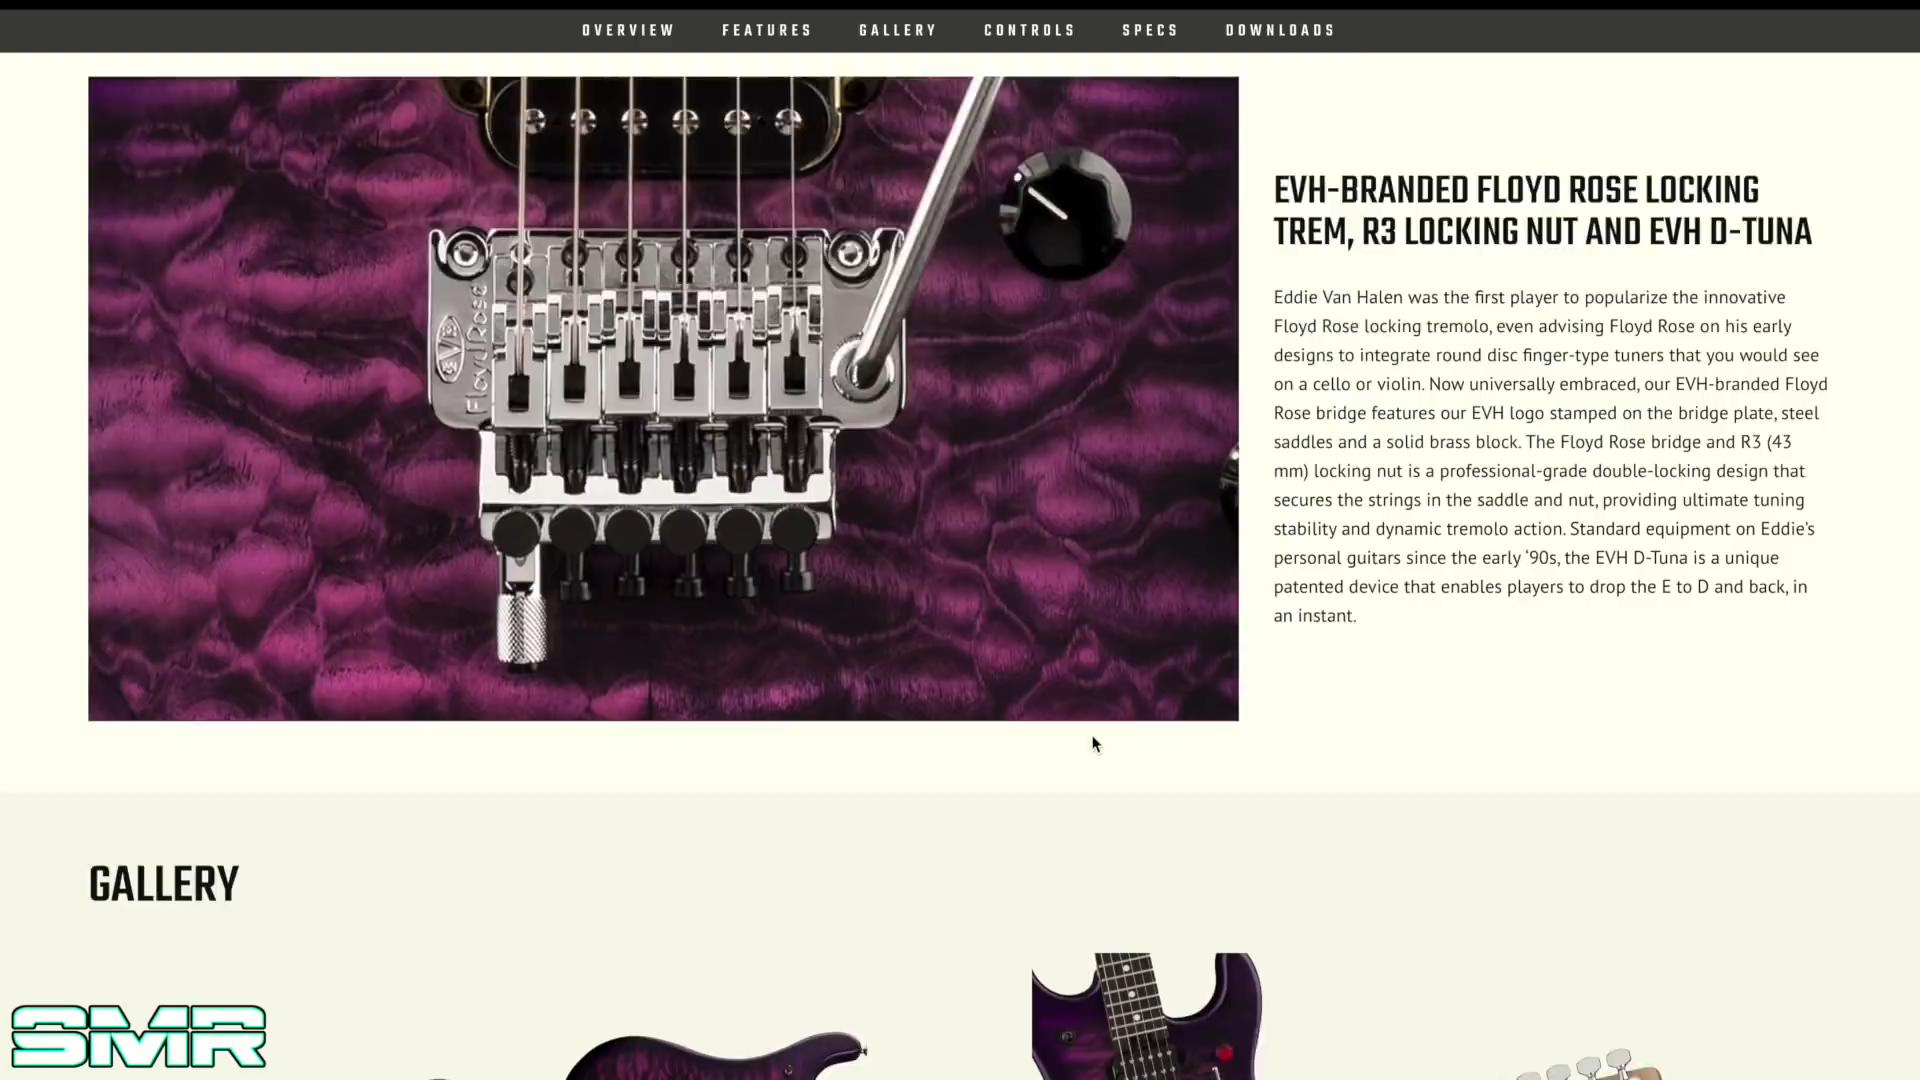 OVERVIEW FEATURES GALLERY CONTROLS SPECS DOWNLOADS
EVH
Floyd Rose
EVH-BRANDED FLOYD ROSE LOCKING
TREM, R3 LOCKING NUT AND EVH D-TUNA
Eddie Van Halen was the first player to popularize the innovative
Floyd Rose locking tremolo, even advising Floyd Rose on his early
designs to integrate round disc finger-type tuners that you would see
on a cello or violin. Now universally embraced, our EVH-branded Floyd
Rose bridge features our EVH logo stamped on the bridge plate, steel
saddles and a solid brass block. The Floyd Rose bridge and R3 (43
mm) locking nut is a professional-grade double-locking design that
secures the strings in the saddle and nut, providing ultimate tuning
stability and dynamic tremolo action. Standard equipment on Eddie's
personal guitars since the early ‘90s, the EVH D-Tuna is a unique
patented device that enables players to drop the E to D and back, in
an instant.
GALLERY
SMR